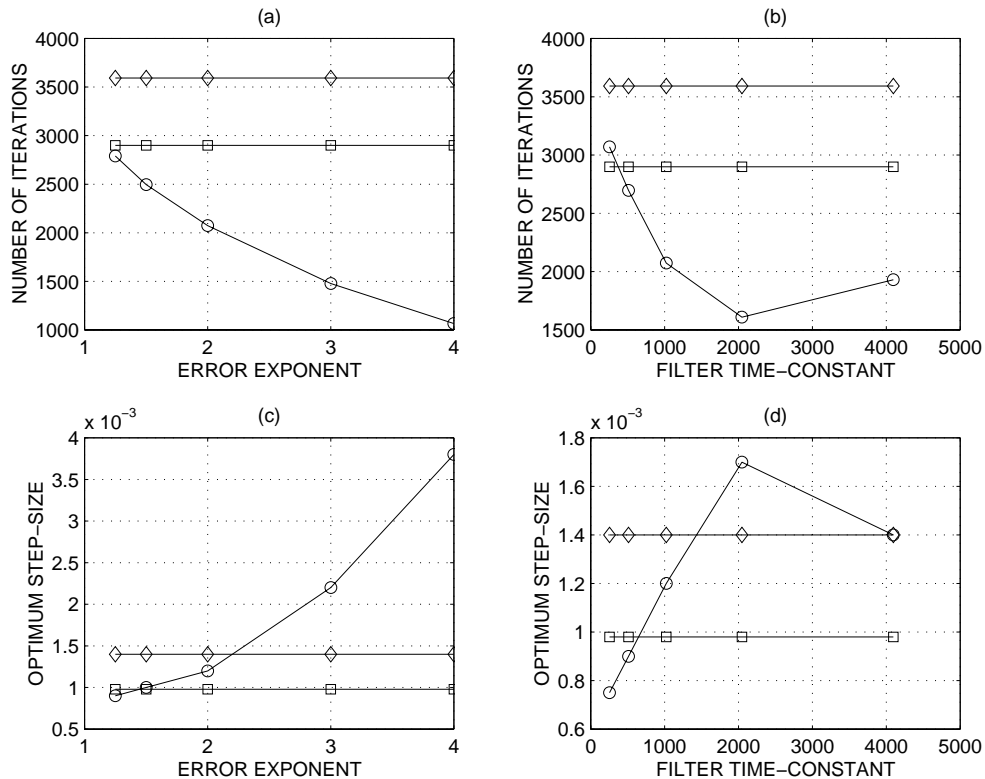 (a)
4000
3500
3000
2500
2000
1500
1000
1 2 3 4
NUMBER OF ITERATIONS
ERROR EXPONENT
(b)
4000
3500
3000
2500
2000
1500
0 1000 2000 3000 4000 5000
NUMBER OF ITERATIONS
FILTER TIME−CONSTANT
(c)
x 10−3
4
3.5
3
2.5
2
1.5
1
0.5
1 2 3 4
OPTIMUM STEP−SIZE
ERROR EXPONENT
(d)
x 10−3
1.8
1.6
1.4
1.2
1
0.8
0.6
0 1000 2000 3000 4000 5000
OPTIMUM STEP−SIZE
FILTER TIME−CONSTANT